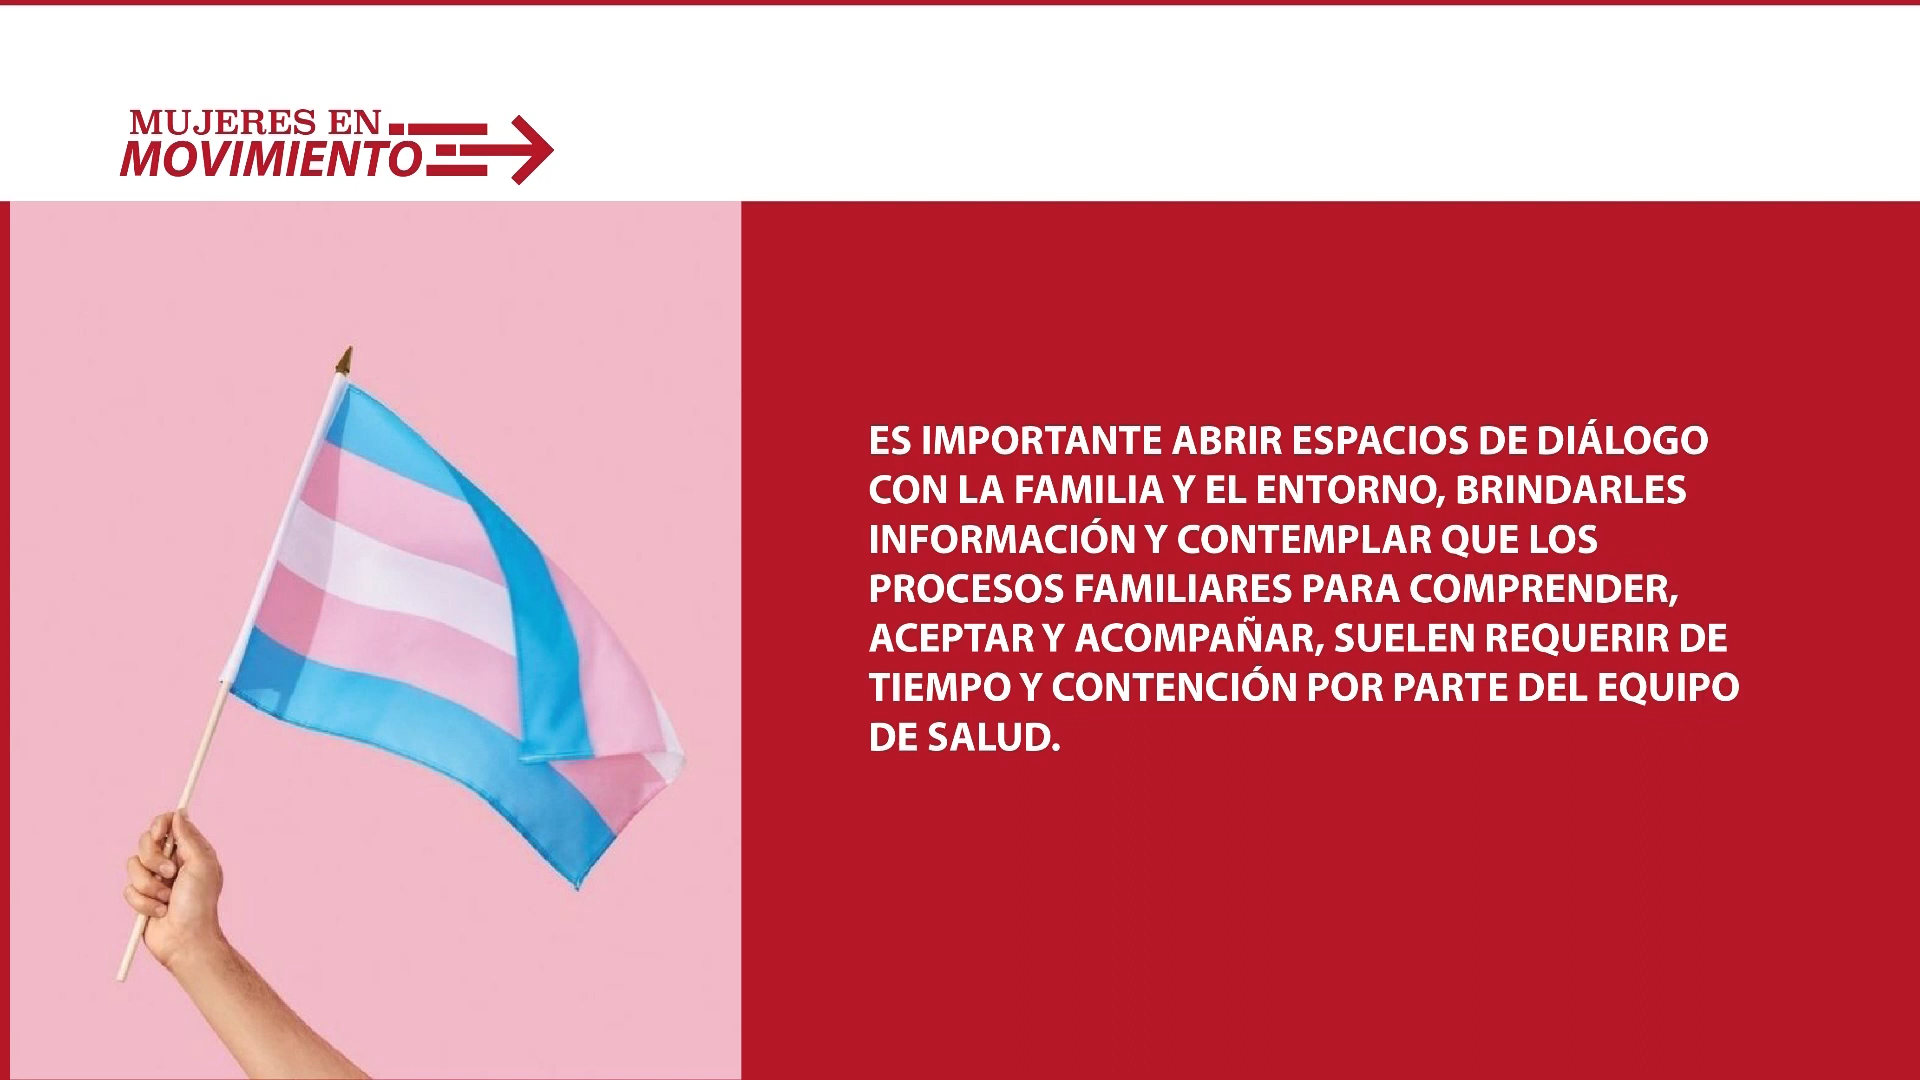 MUJERES EN
MOVIMIENTO
ES IMPORTANTE ABRIR ESPACIOS DE DIÁLOGO
CON LA FAMILIA Y EL ENTORNO, BRINDARLES
INFORMACIÓN Y CONTEMPLAR QUE LOS
PROCESOS FAMILIARES PARA COMPRENDER,
ACEPTAR Y ACOMPAÑAR, SUELEN REQUERIR DE
TIEMPO Y CONTENCIÓN POR PARTE DEL EQUIPO
DE SALUD.